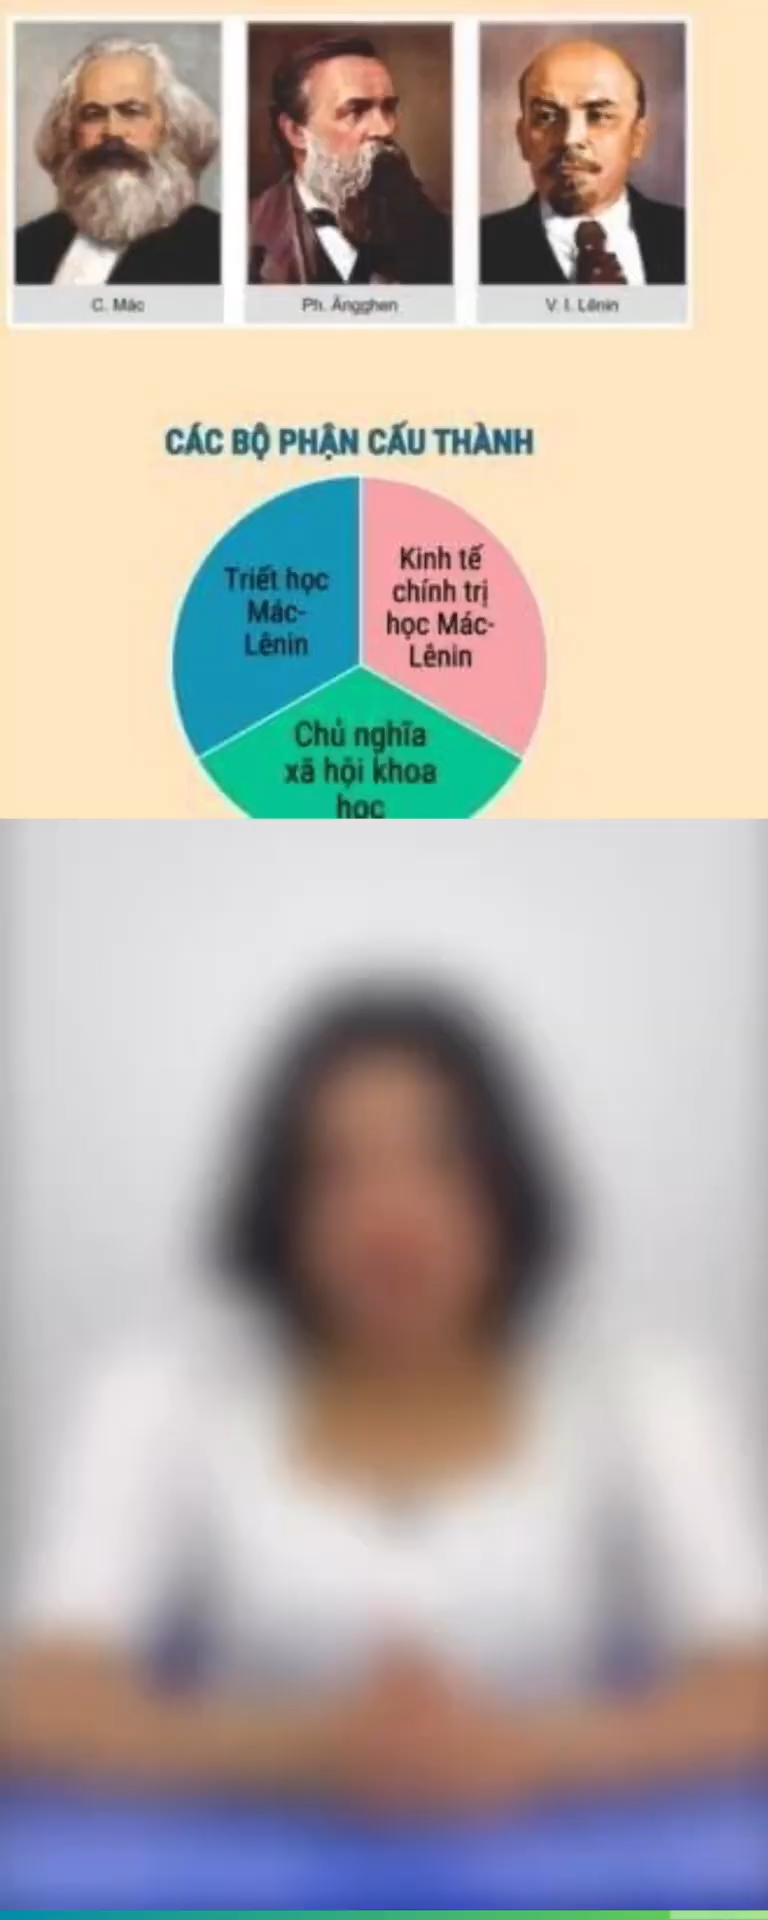 C. Mác
Ph. Ăngghen
V. I. Lênin
CÁC BỘ PHẬN CẤU THÀNH
Triết học
Mác-
Lênin
Kinh tế
chính trị
học Mác-
Lênin
Chủ nghĩa
xã hội khoa
học